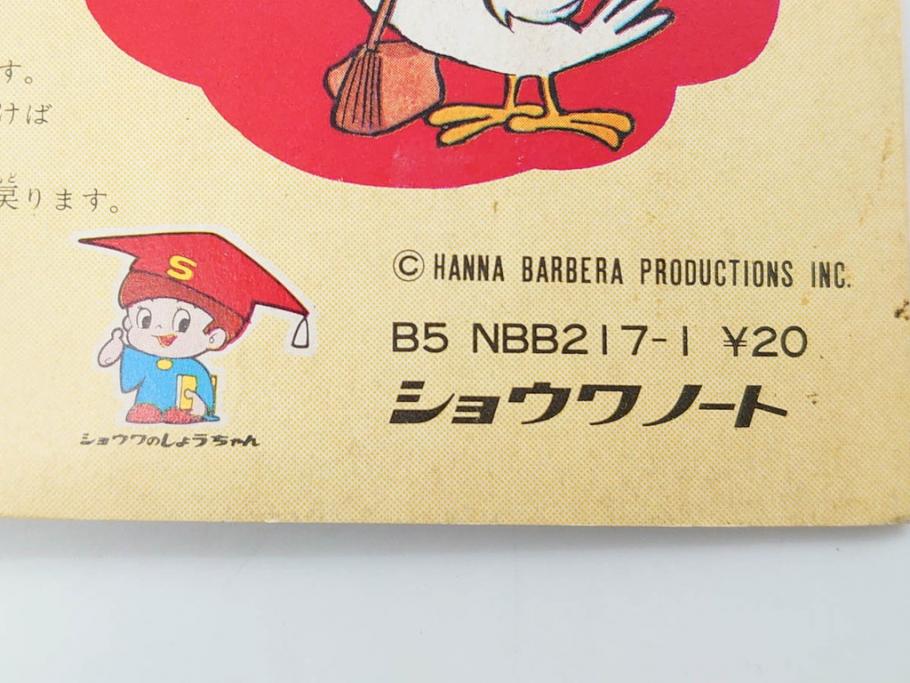 す。
けば
戻ります。
S
ショウワのしょうちゃん
© HANNA BARBERA PRODUCTIONS INC.
B5 NBB217-1 ¥20
ショウワノート